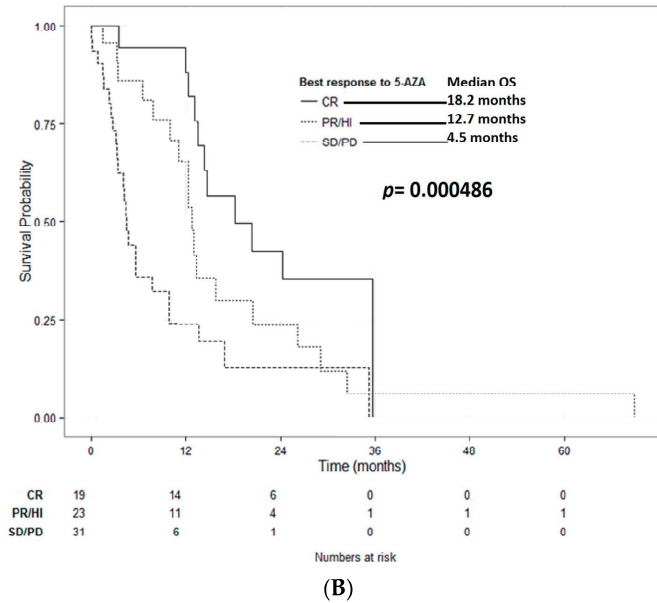 1.00
0.75
0.50
0.25
0.00
Survival Probability
Best response to 5-AZA Median OS
CR 18.2 months
PR/HI 12.7 months
SD/PD 4.5 months
p= 0.000486
0 12 24 36 48 60
Time (months)
CR 19 14 6 0 0 0
PR/HI 23 11 4 1 1 1
SD/PD 31 6 1 0 0 0
Numbers at risk
(B)